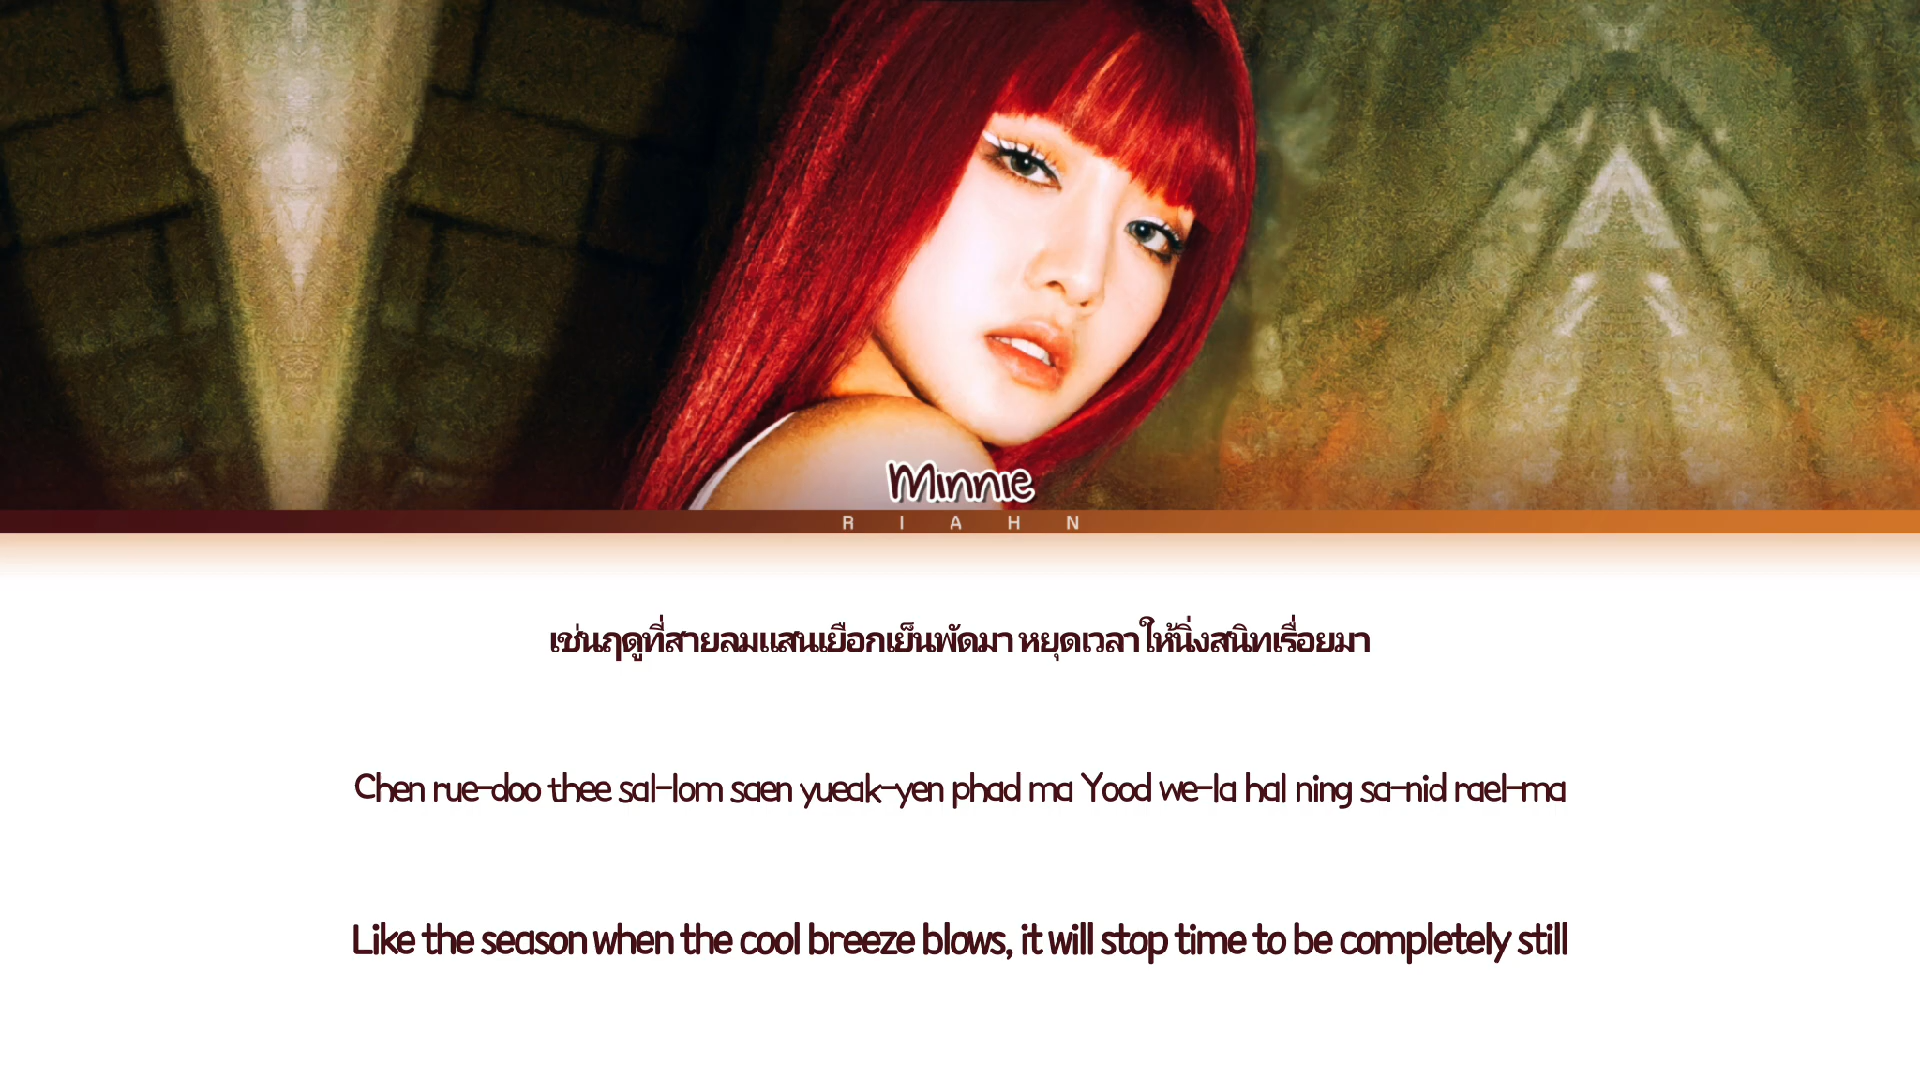 Minnie
RIAHN
เช่นฤดูที่สายลมแสนเยือกเย็นพัดมา หยุดเวลาให้นิ่งสนิทเรื่อยมา
Chen rue-doo thee sal-lom saen yueak-yen phad ma Yood we-la hal ning sa-nid rael-ma
Like the season when the cool breeze blows, it will stop time to be completely still